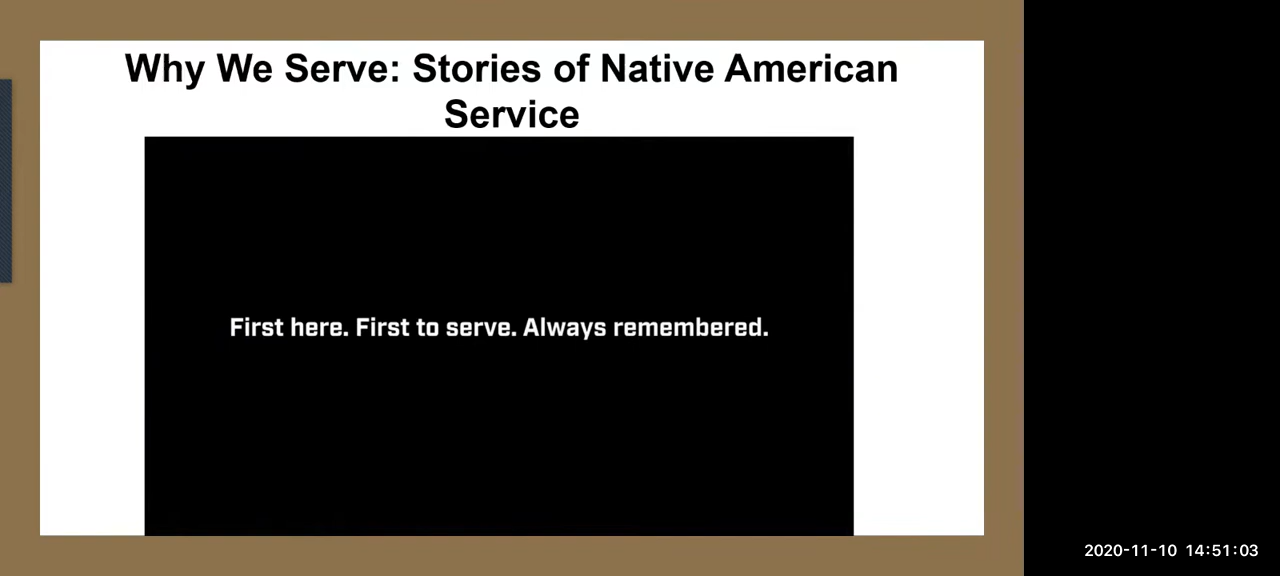 Why We Serve: Stories of Native American
Service
First here. First to serve. Always remembered.
2020-11-10 14:51:03